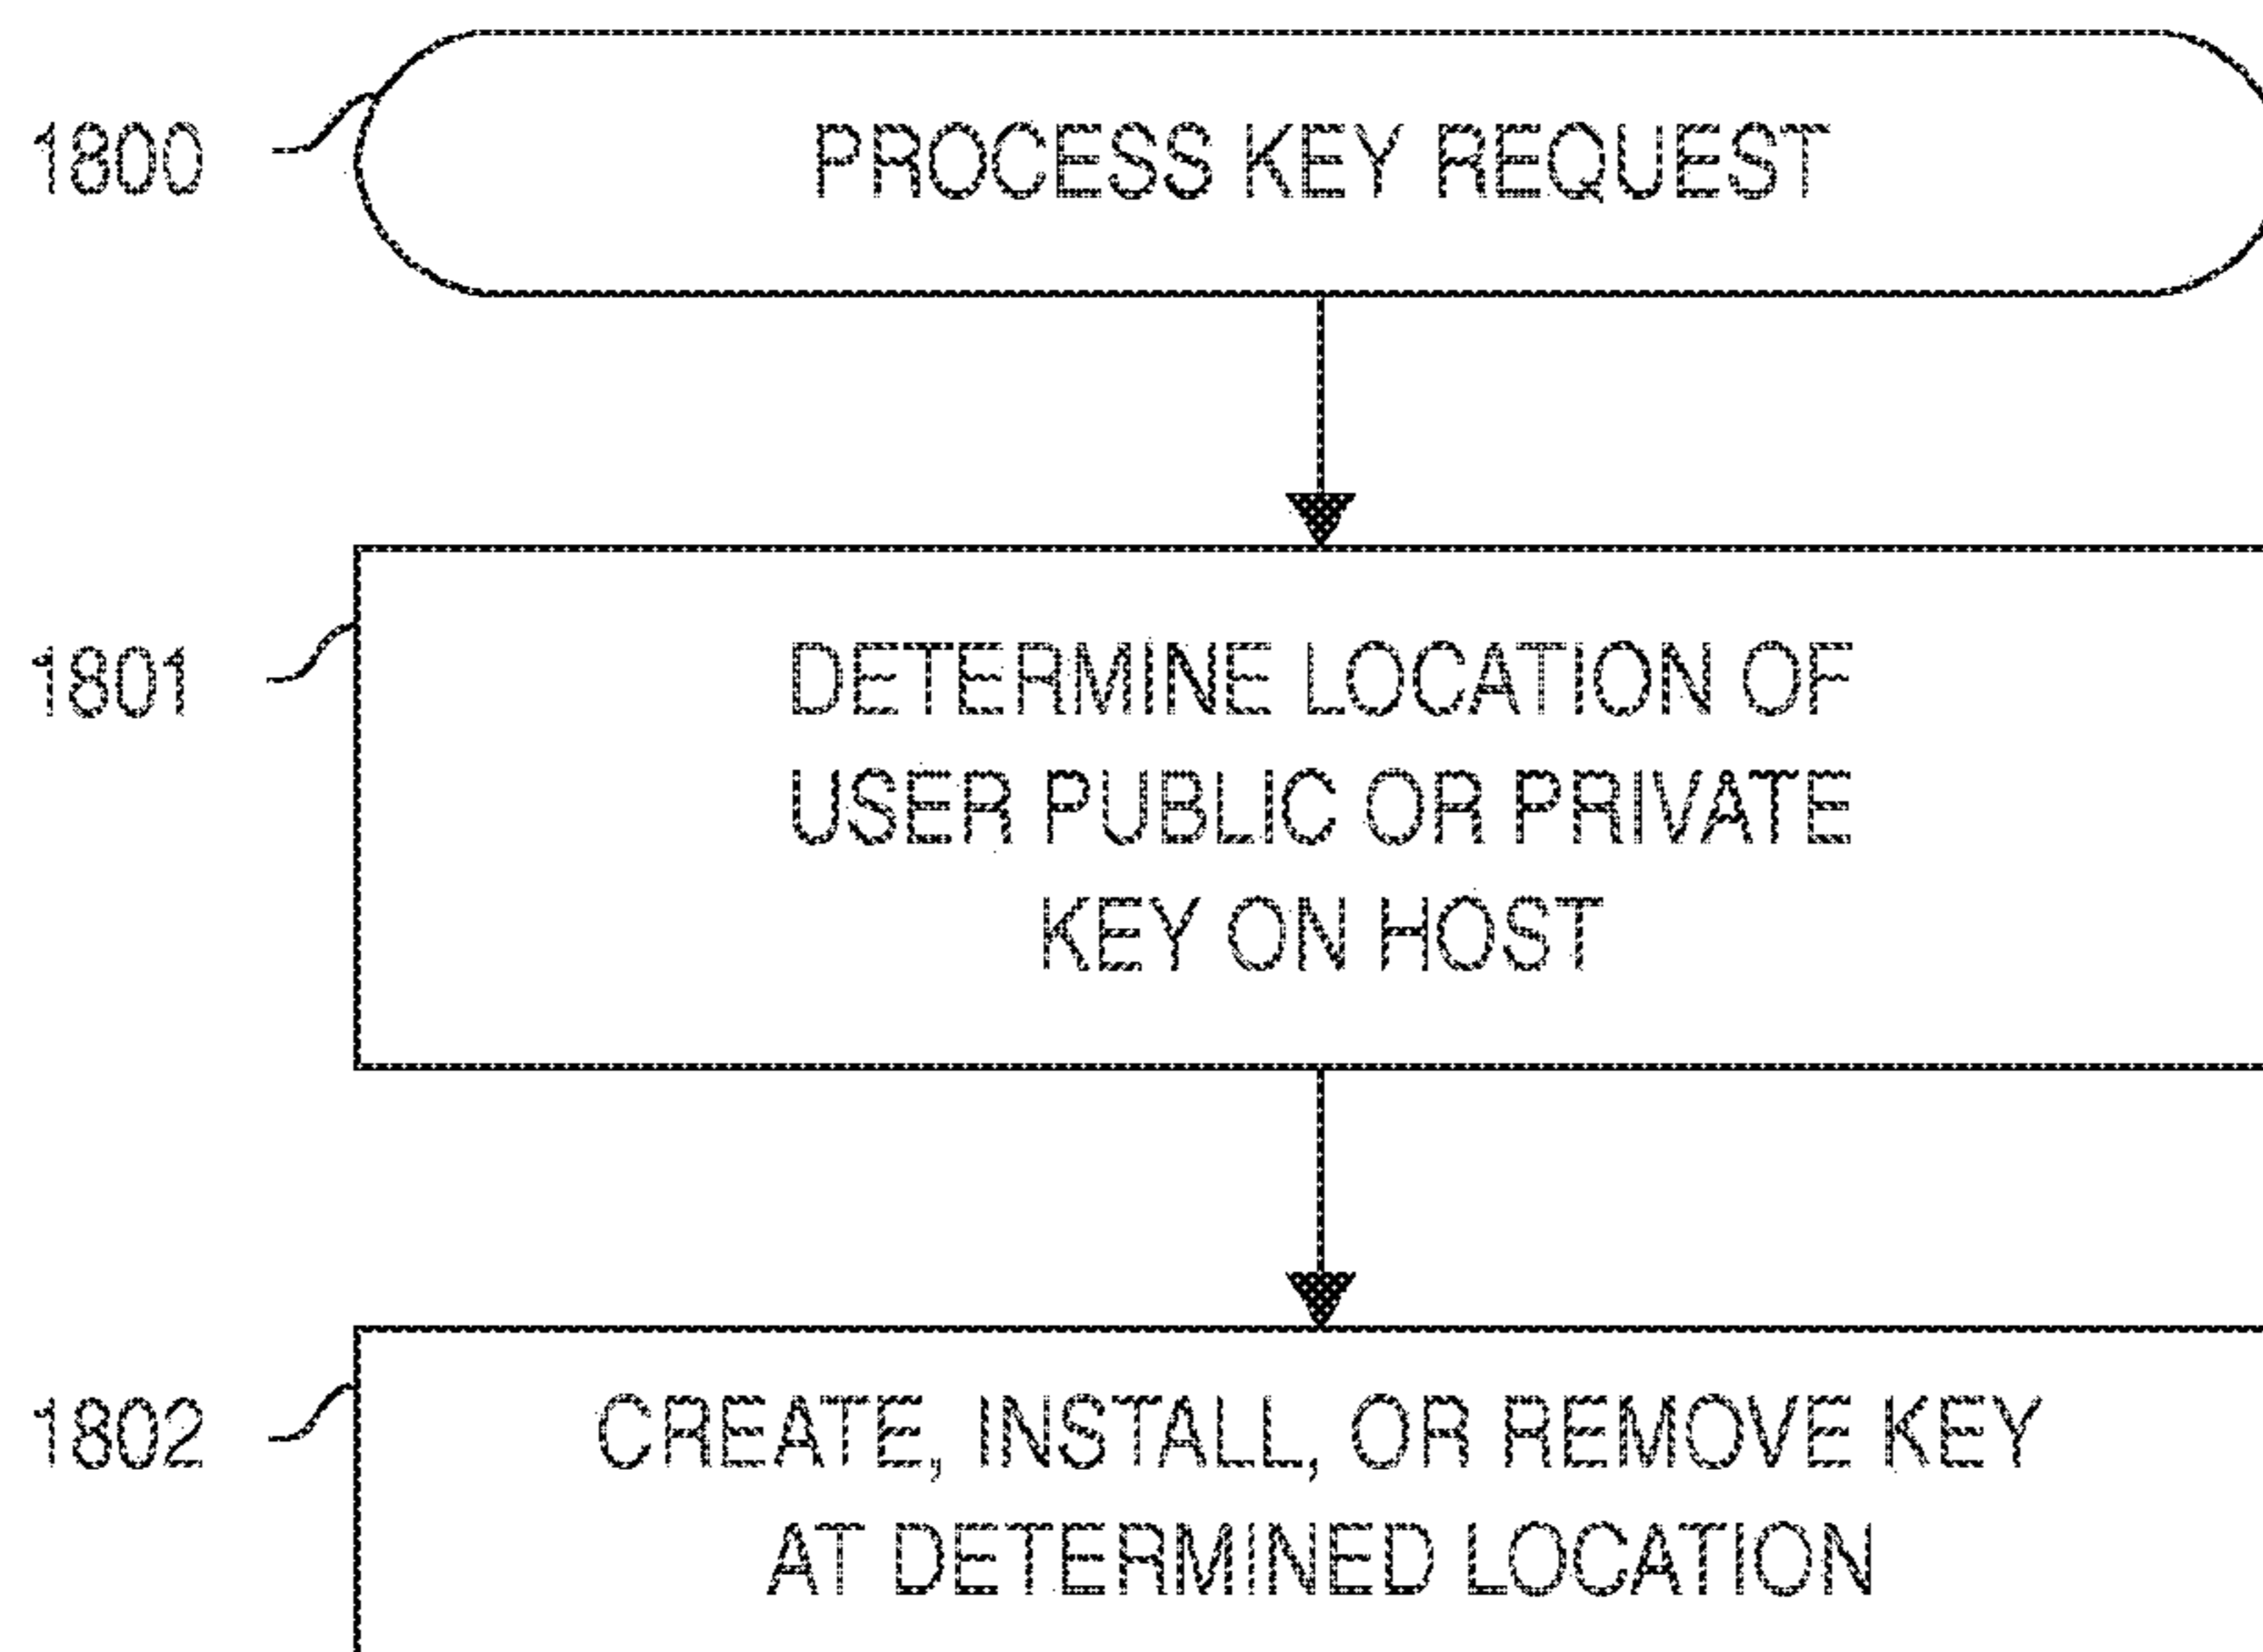 1800
PROCESS KEY REQUEST
1801
DETERMINE LOCATION OF
USER PUBLIC OR PRIVATE
KEY ON HOST
1802
CREATE, INSTALL, OR REMOVE KEY
AT DETERMINED LOCATION